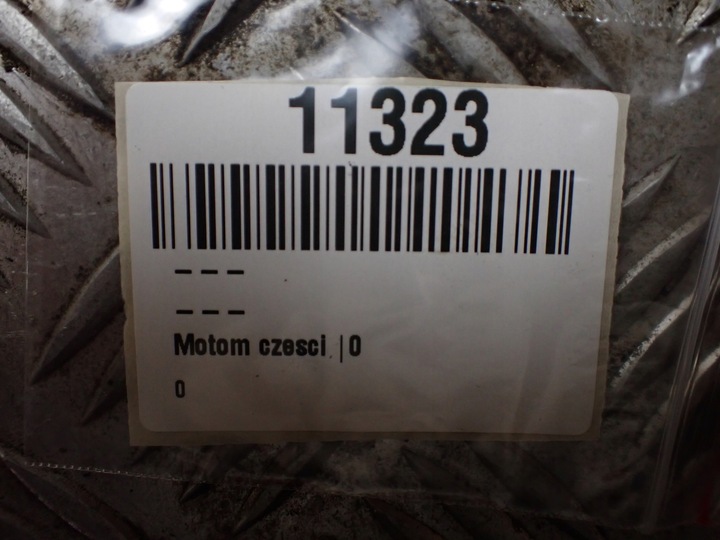 11323
– – –
– – –
Motom czesci |0
0